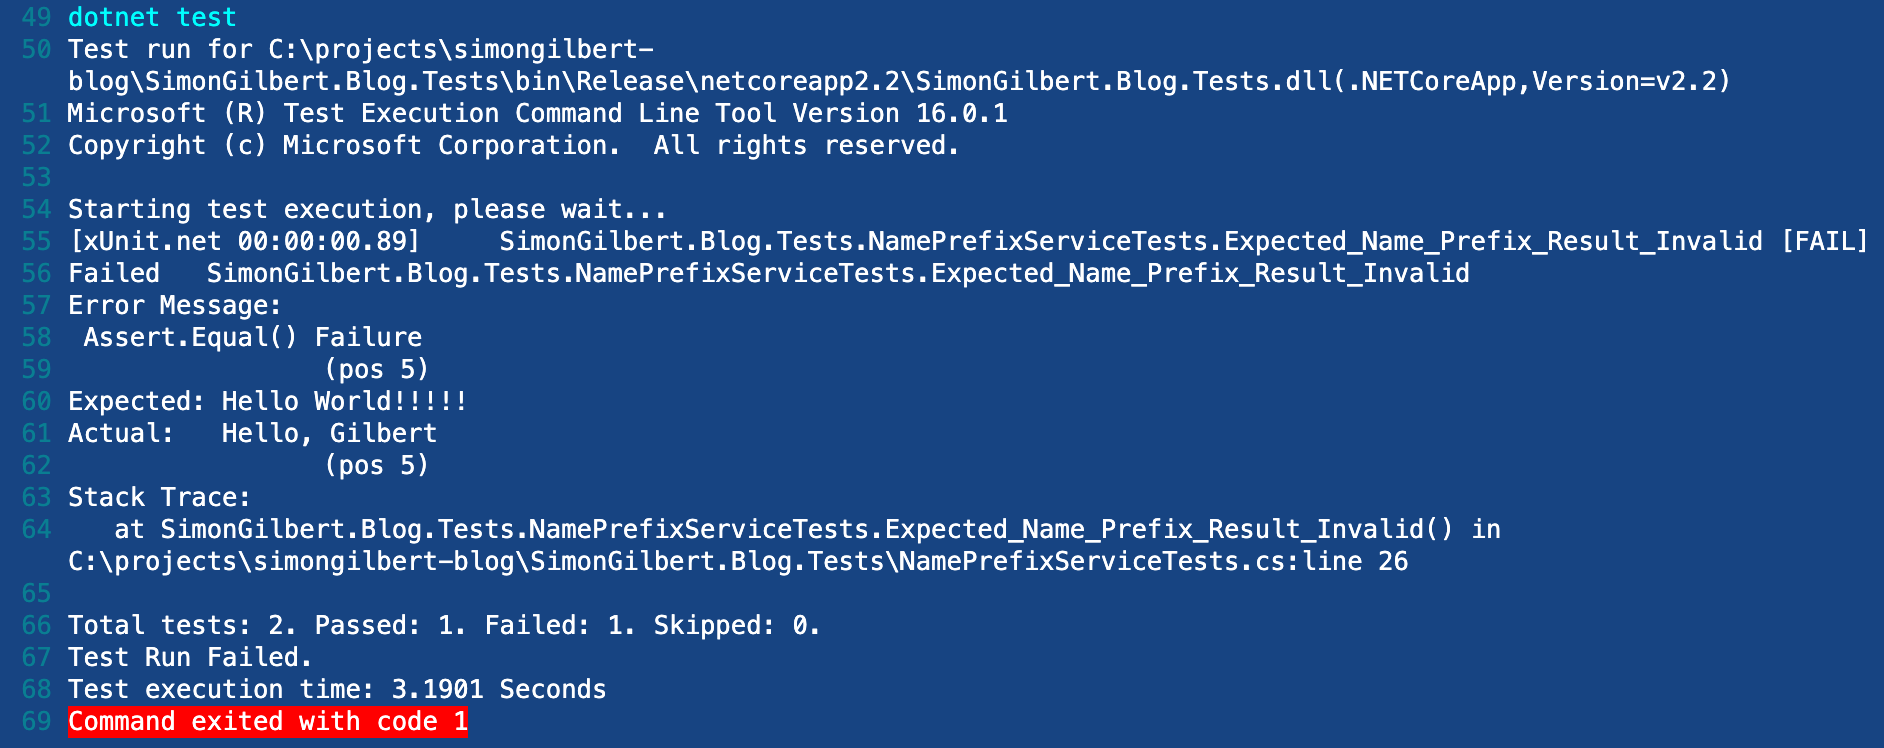 49 dotnet test
50 Test run for C:\projects\simongilbert-
blog\SimonGilbert.Blog.Tests\bin\Release\netcoreapp2.2\SimonGilbert.Blog.Tests.dll(.NETCoreApp,Version=v2.2)
51 Microsoft (R) Test Execution Command Line Tool Version 16.0.1
52 Copyright (c) Microsoft Corporation.  All rights reserved.
53
54 Starting test execution, please wait...
55 [xUnit.net 00:00:00.89]     SimonGilbert.Blog.Tests.NamePrefixServiceTests.Expected_Name_Prefix_Result_Invalid [FAIL]
56 Failed   SimonGilbert.Blog.Tests.NamePrefixServiceTests.Expected_Name_Prefix_Result_Invalid
57 Error Message:
58  Assert.Equal() Failure
59                  (pos 5)
60 Expected: Hello World!!!!!
61 Actual:   Hello, Gilbert
62                  (pos 5)
63 Stack Trace:
64    at SimonGilbert.Blog.Tests.NamePrefixServiceTests.Expected_Name_Prefix_Result_Invalid() in
C:\projects\simongilbert-blog\SimonGilbert.Blog.Tests\NamePrefixServiceTests.cs:line 26
65
66 Total tests: 2. Passed: 1. Failed: 1. Skipped: 0.
67 Test Run Failed.
68 Test execution time: 3.1901 Seconds
69 Command exited with code 1